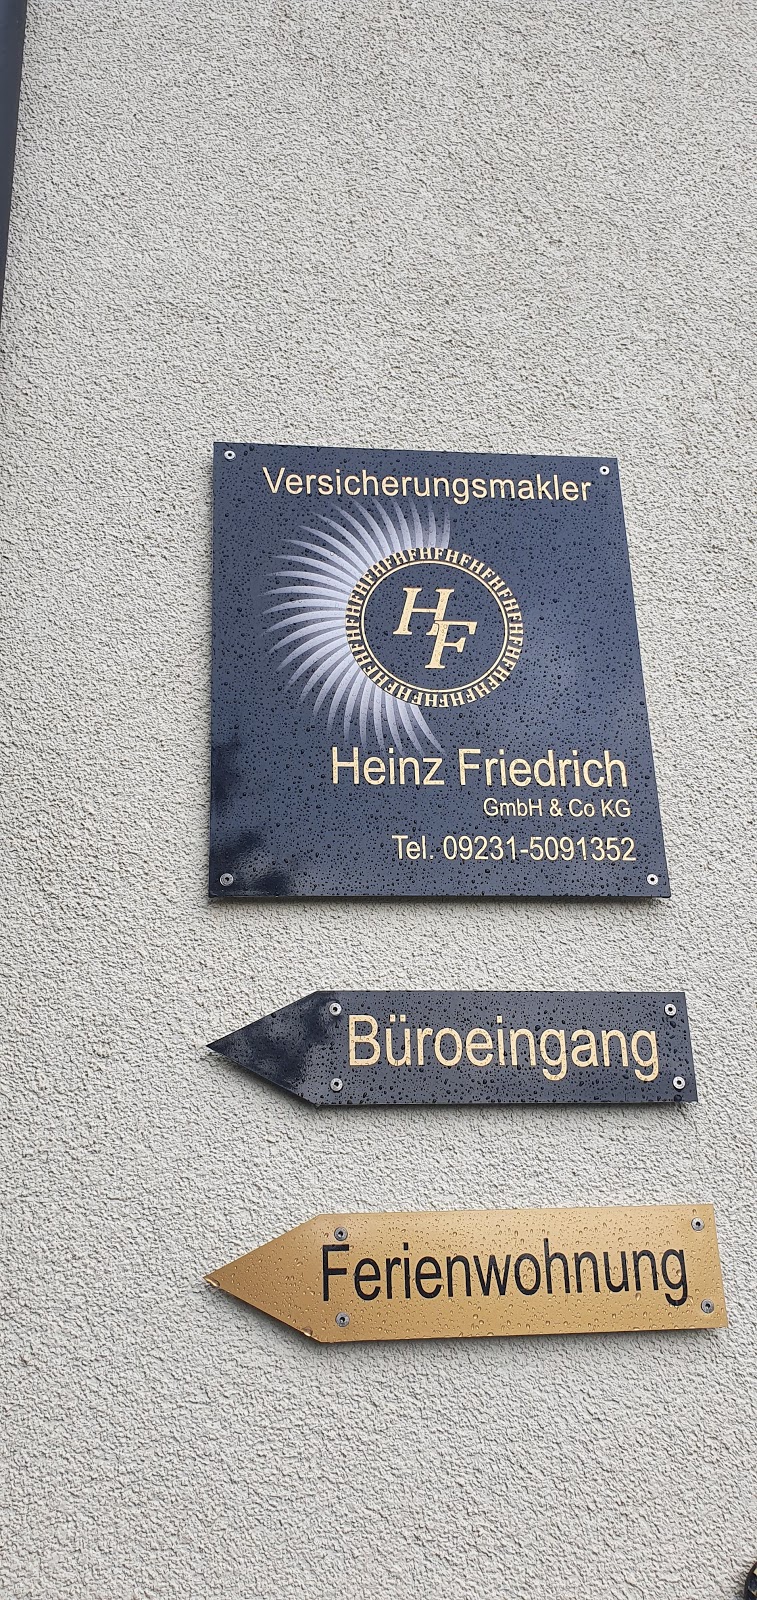 Versicherungsmakler
HF
Heinz Friedrich
GmbH & Co KG
Tel. 09231-5091352
Büroeingang
Ferienwohnung